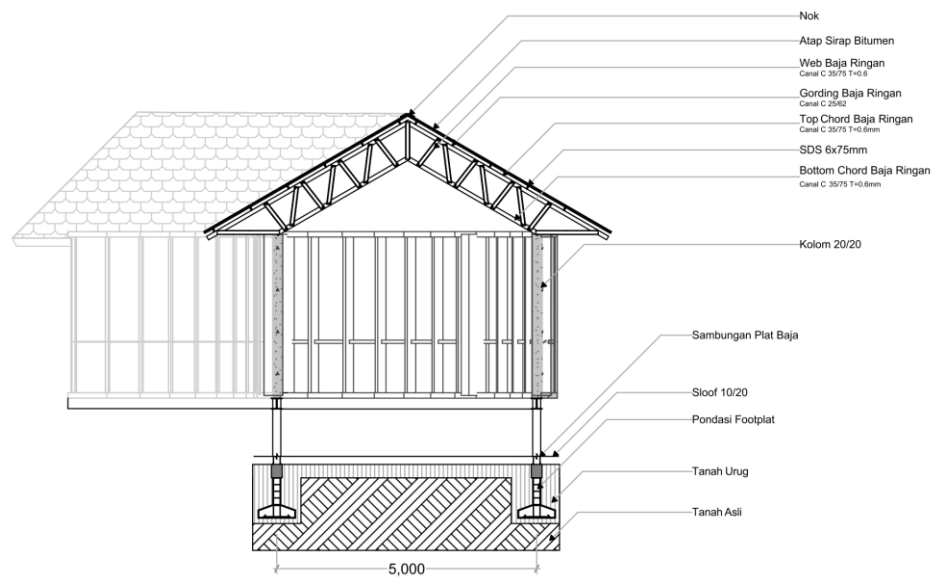 Nok
Atap Sirap Bitumen
Web Baja Ringan
Canal C 35/75 T=0.6
Gording Baja Ringan
Canal C 25/62
Top Chord Baja Ringan
Canal C 35/75 T=0.6mm
SDS 6x75mm
Bottom Chord Baja Ringan
Canal C 35/75 T=0.6mm
Kolom 20/20
Sambungan Plat Baja
Sloof 10/20
Pondasi Footplat
Tanah Urug
Tanah Asli
5,000